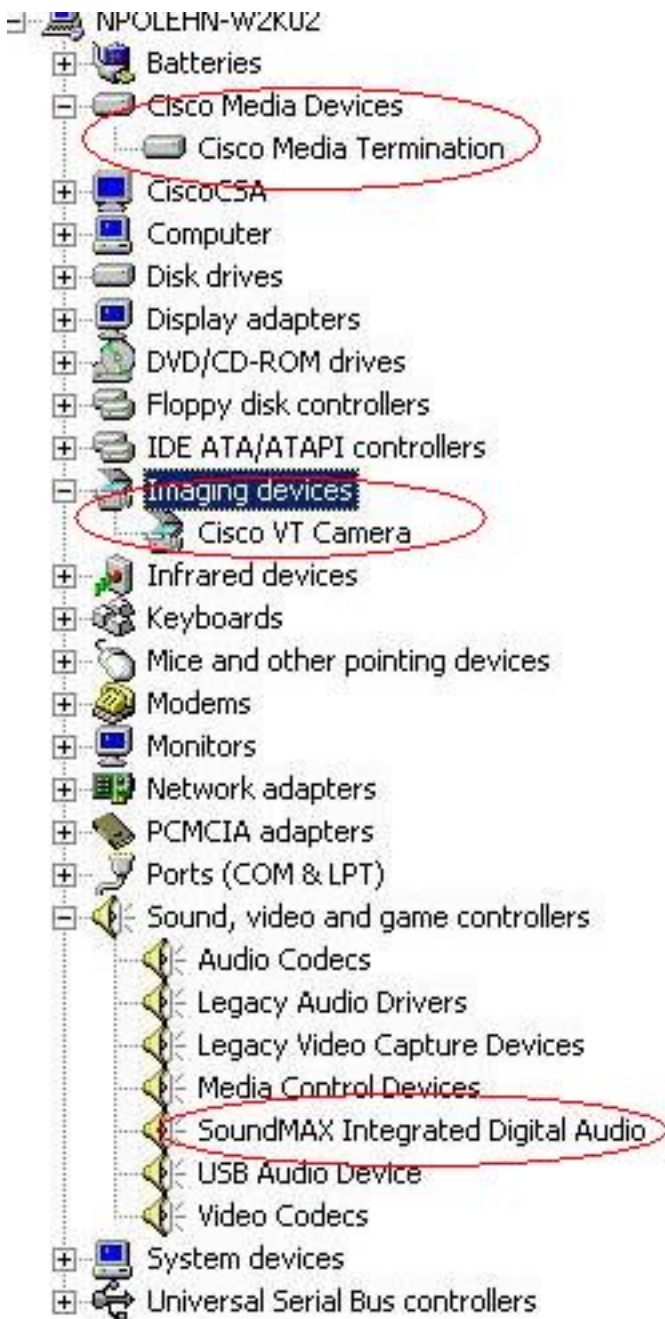 NPOLEHN-W2K02
Batteries
Cisco Media Devices
Cisco Media Termination
CiscoCSA
Computer
Disk drives
Display adapters
DVD/CD-ROM drives
Floppy disk controllers
IDE ATA/ATAPI controllers
Imaging devices
Cisco VT Camera
Infrared devices
Keyboards
Mice and other pointing devices
Modems
Monitors
Network adapters
PCMCIA adapters
Ports (COM & LPT)
Sound, video and game controllers
Audio Codecs
Legacy Audio Drivers
Legacy Video Capture Devices
Media Control Devices
SoundMAX Integrated Digital Audio
USB Audio Device
Video Codecs
System devices
Universal Serial Bus controllers